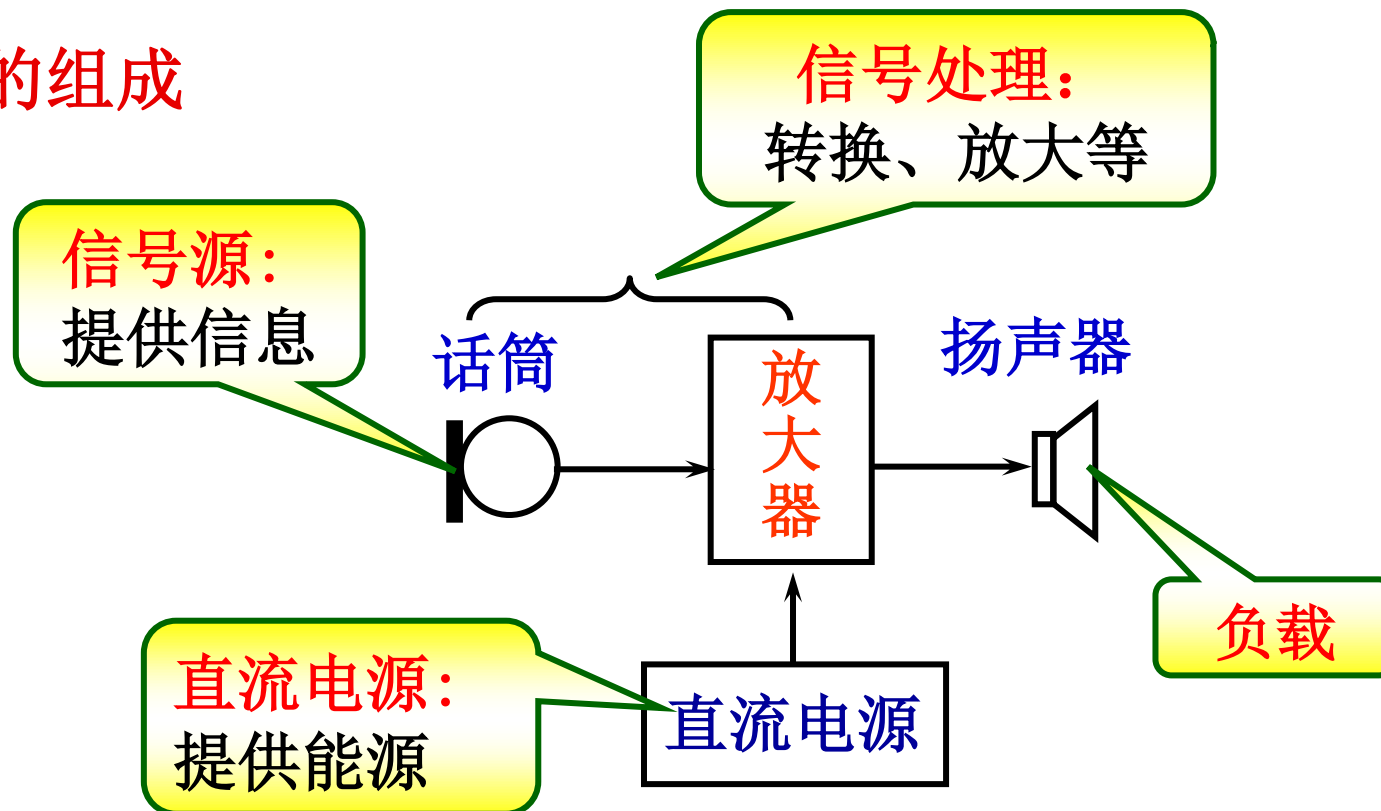 的组成
信号处理：
转换、放大等
信号源：
提供信息
话筒
放
大
器
扬声器
负载
直流电源：
提供能源
直流电源